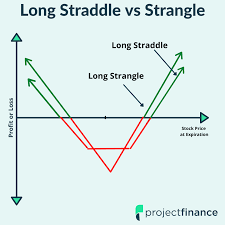 Long Straddle vs Strangle
Long Straddle
Long Strangle
Profit or Loss
Stock Price
at Expiration
projectfinance